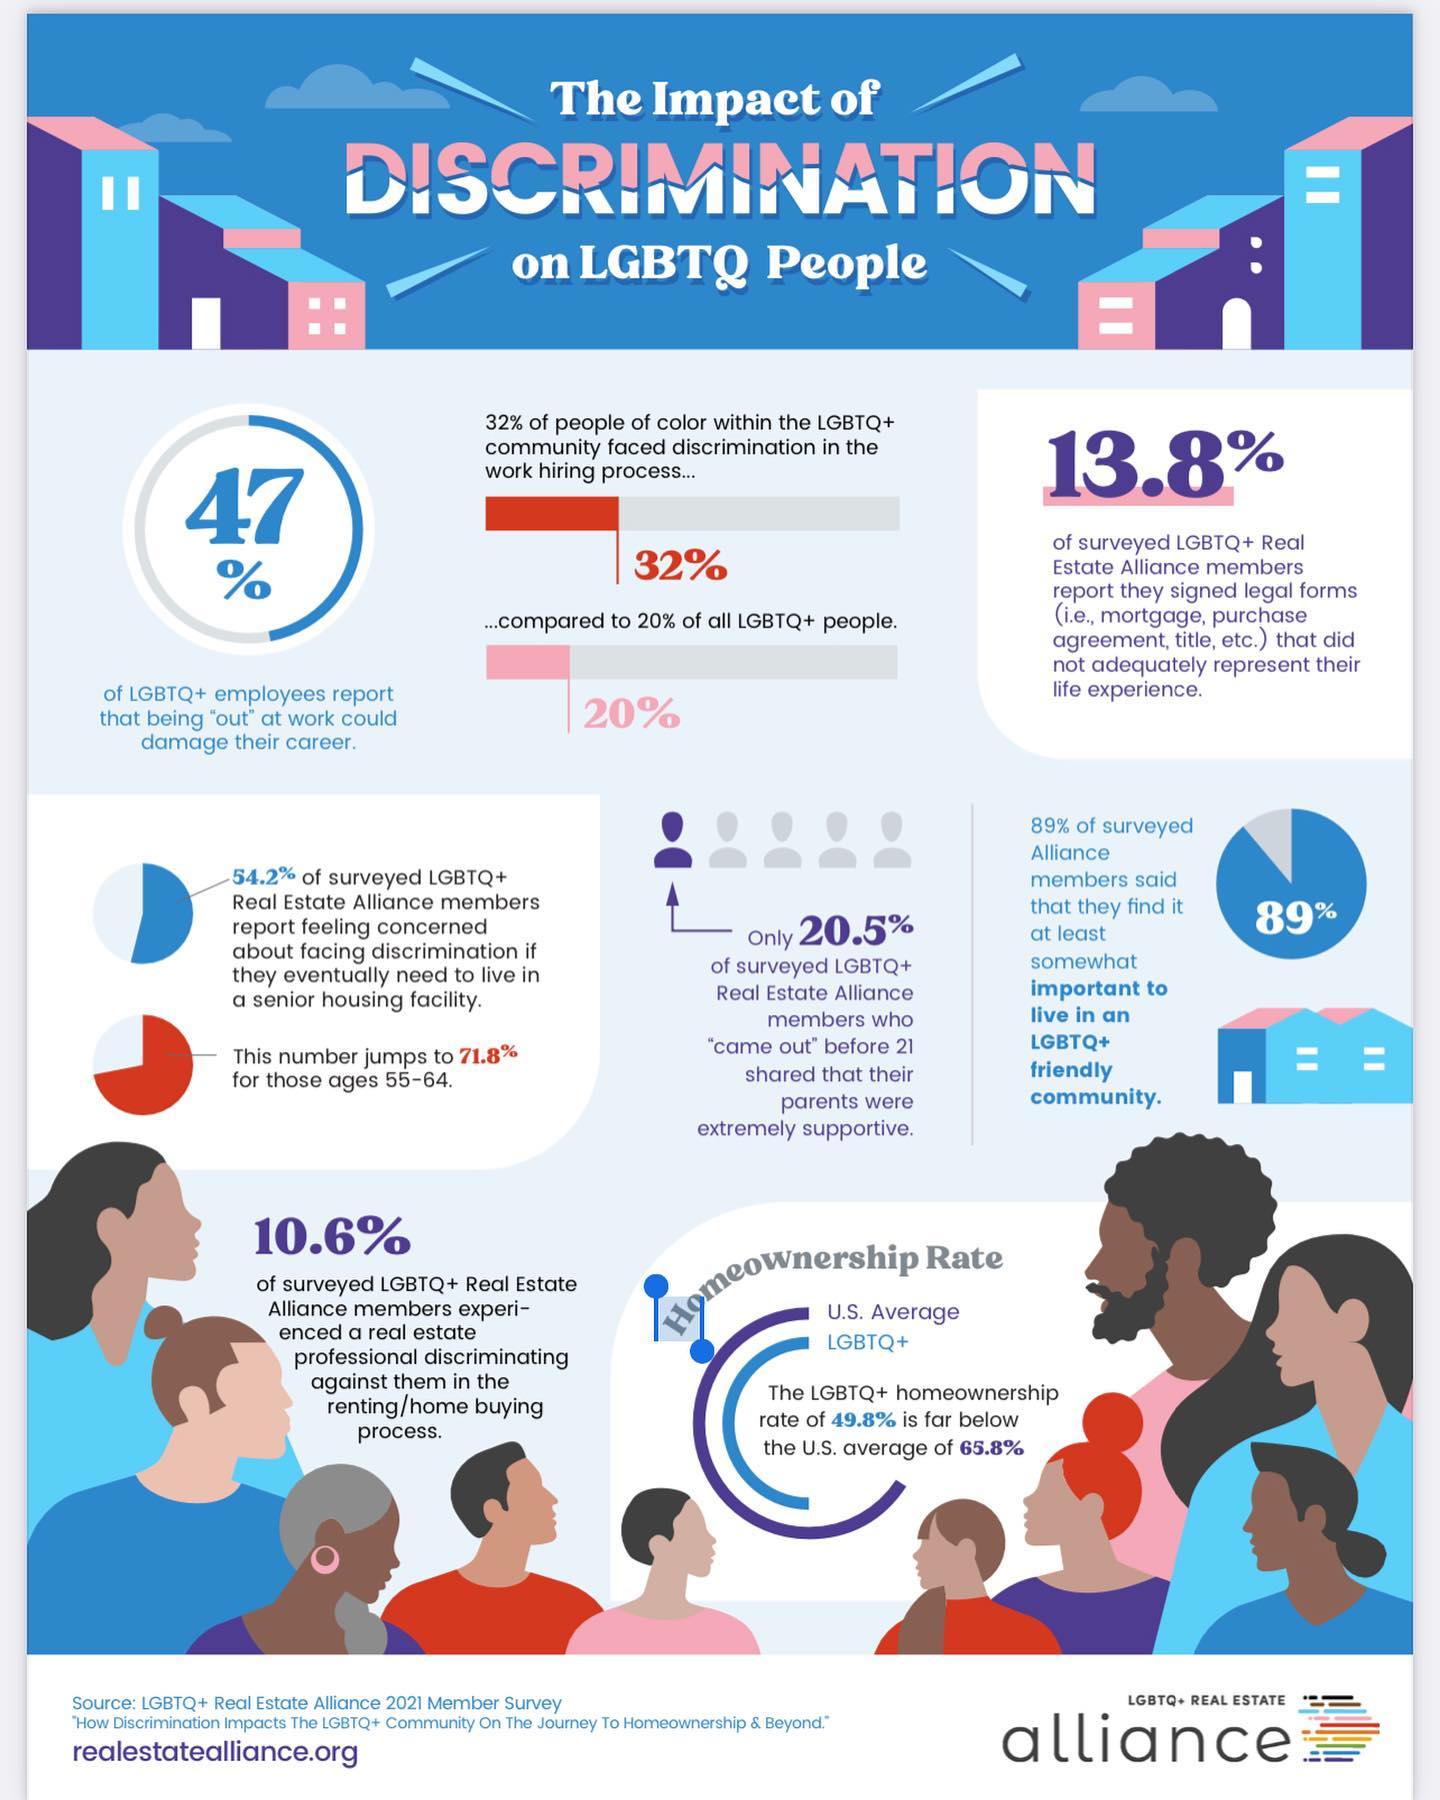 The Impact of
DISCRIMINATION
on LGBTQ People
47
%
of LGBTQ+ employees report
that being “out” at work could
damage their career.
32% of people of color within the LGBTQ+
community faced discrimination in the
work hiring process...
32%
...compared to 20% of all LGBTQ+ people.
20%
13.8%
of surveyed LGBTQ+ Real
Estate Alliance members
report they signed legal forms
(i.e., mortgage, purchase
agreement, title, etc.) that did
not adequately represent their
life experience.
54.2% of surveyed LGBTQ+
Real Estate Alliance members
report feeling concerned
about facing discrimination if
they eventually need to live in
a senior housing facility.
This number jumps to 71.8%
for those ages 55-64.
Only 20.5%
of surveyed LGBTQ+
Real Estate Alliance
members who
“came out” before 21
shared that their
parents were
extremely supportive.
89% of surveyed
Alliance
members said
that they find it
at least
somewhat
important to
live in an
LGBTQ+
friendly
community.
89%
10.6%
of surveyed LGBTQ+ Real Estate
Alliance members experi-
enced a real estate
professional discriminating
against them in the
renting/home buying
process.
Homeownership Rate
U.S. Average
LGBTQ+
The LGBTQ+ homeownership
rate of 49.8% is far below
the U.S. average of 65.8%
Source: LGBTQ+ Real Estate Alliance 2021 Member Survey
"How Discrimination Impacts The LGBTQ+ Community On The Journey To Homeownership & Beyond."
realestatealliance.org
LGBTQ+ REAL ESTATE
alliance